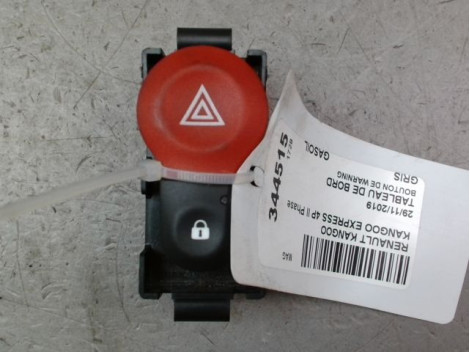 RENAULT KANGOO
KANGOO EXPRESS 4P II Phase
29/11/2019
TABLEAU DE BORD
BOUTON DE WARNING
GRIS
GASOIL
344515
MAG